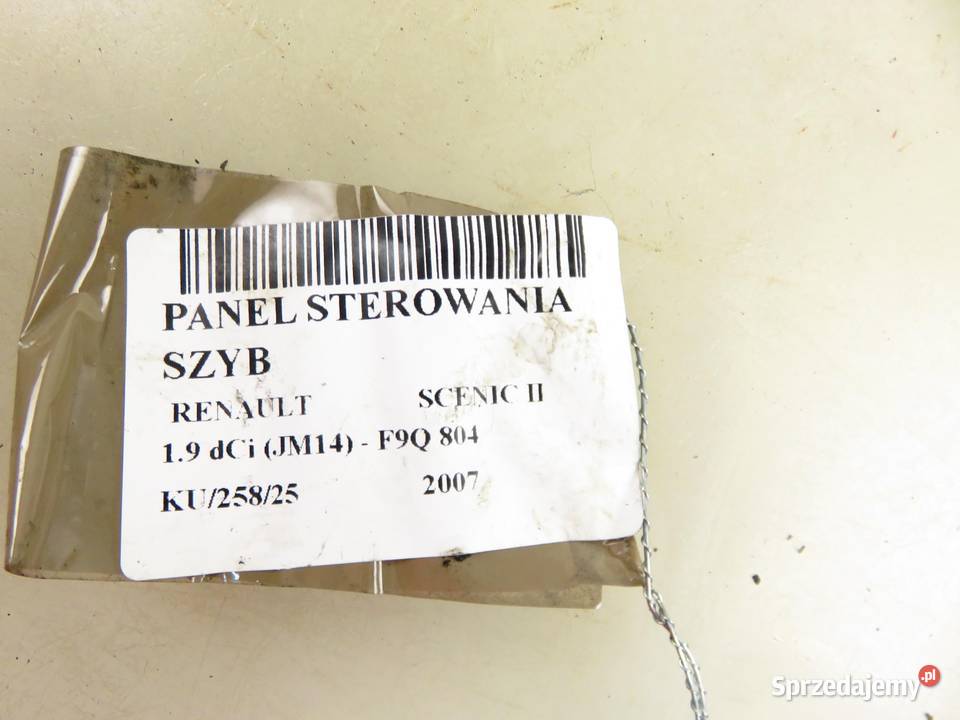 PANEL STEROWANIA
SZYB
RENAULT SCENIC II
1.9 dCi (JM14) - F9Q 804
KU/258/25 2007
Sprzedajemy.pl